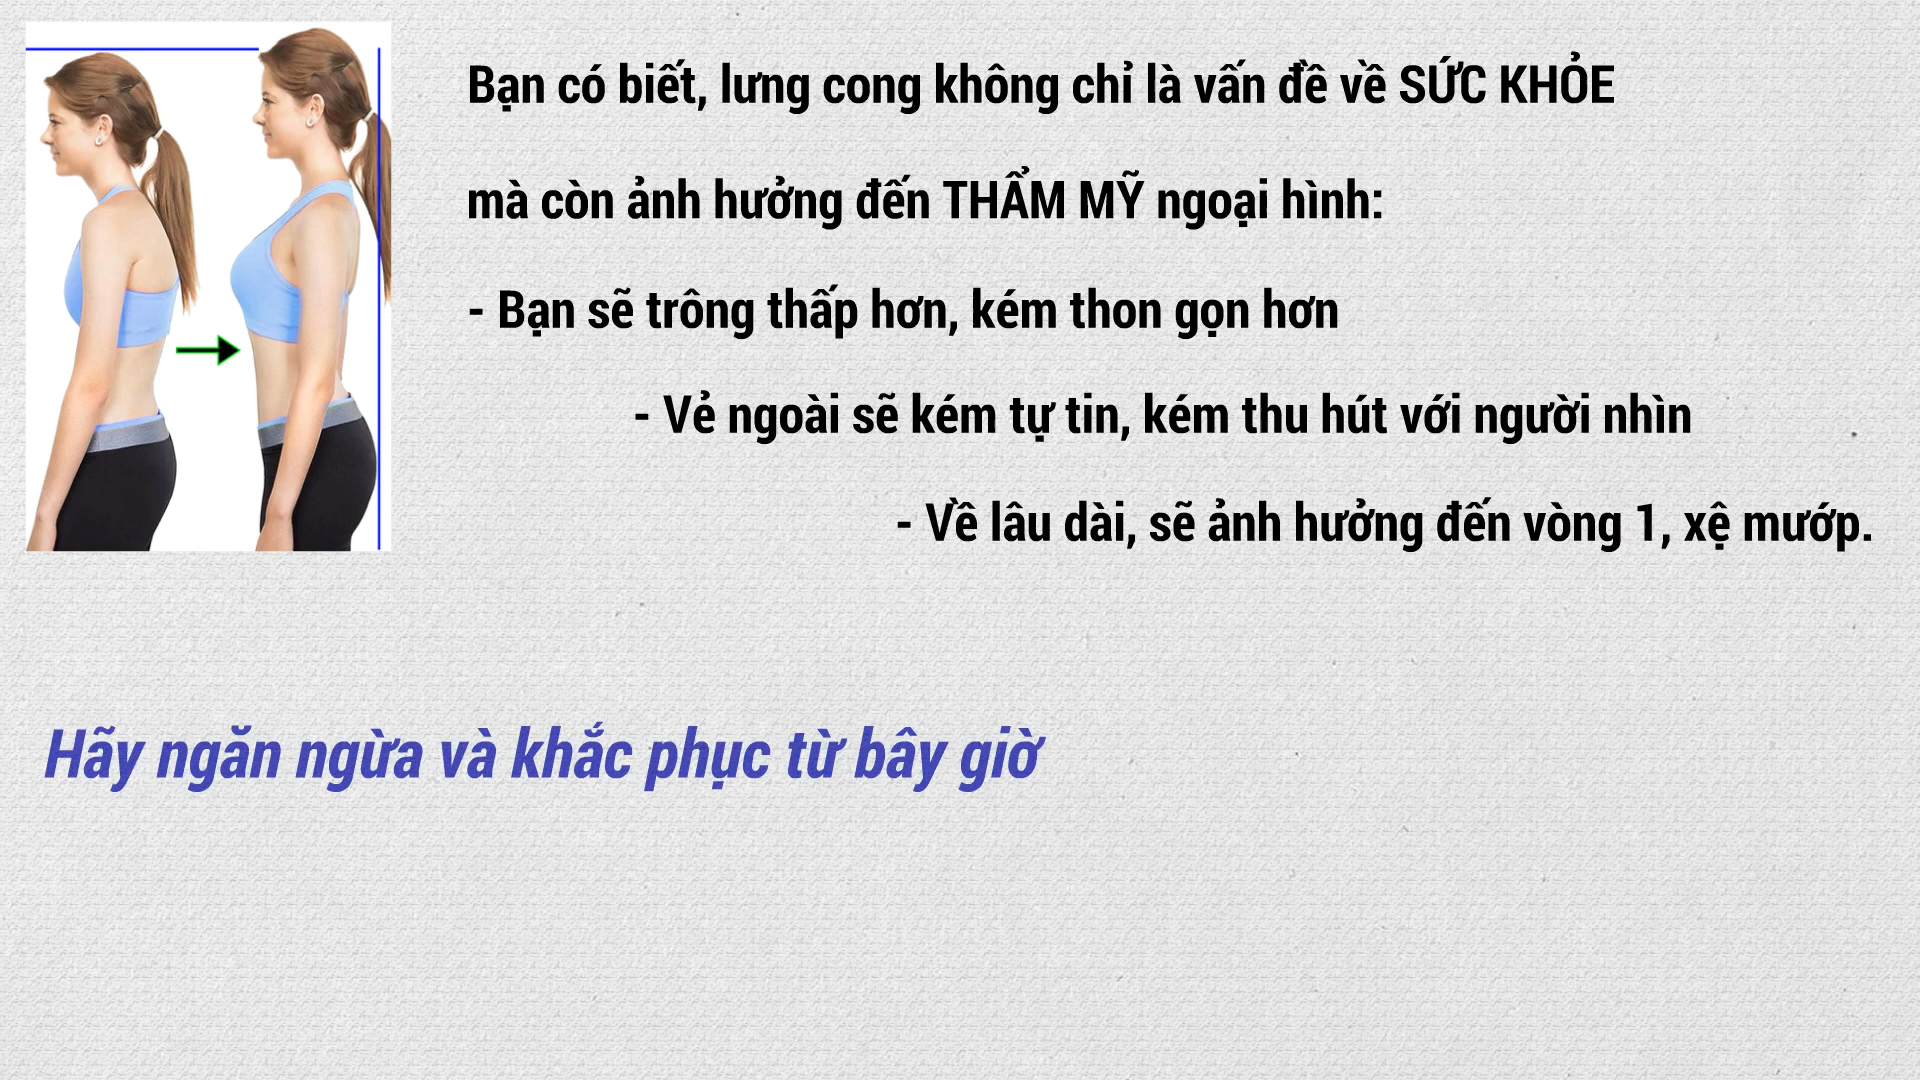 Bạn có biết, lưng cong không chỉ là vấn đề về SỨC KHỎE
mà còn ảnh hưởng đến THẨM MỸ ngoại hình:
- Bạn sẽ trông thấp hơn, kém thon gọn hơn
- Vẻ ngoài sẽ kém tự tin, kém thu hút với người nhìn
- Về lâu dài, sẽ ảnh hưởng đến vòng 1, xệ mướp.
Hãy ngăn ngừa và khắc phục từ bây giờ